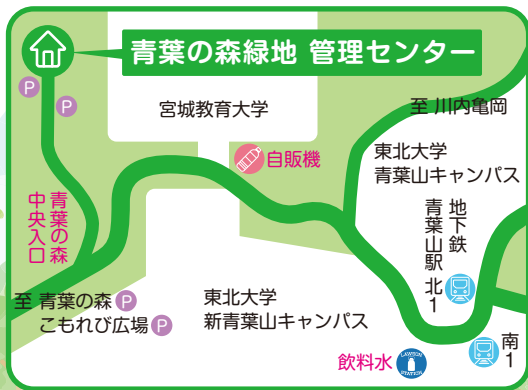 青葉の森緑地 管理センター
P
P
宮城教育大学
至 川内亀岡
自販機
東北大学
青葉山キャンパス
青葉の森
中央入口
地下鉄
青葉山駅 北1
至 青葉の森 P
こもれび広場 P
東北大学
新青葉山キャンパス
南1
飲料水
LAWSON
STATION